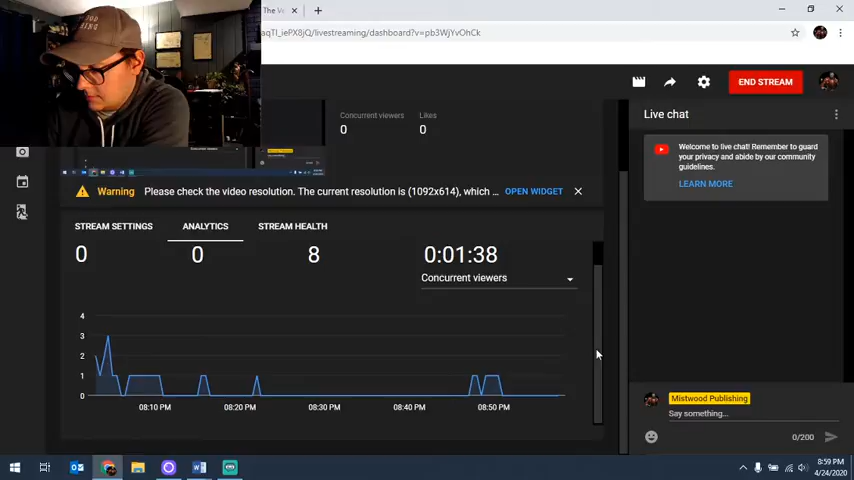 The V
aqTI_iePX8jQ/livestreaming/dashboard?v=pb3WjYvOhCk
END STREAM
Concurrent viewers
Likes
0
0
Live chat
Welcome to live chat! Remember to guard
your privacy and abide by our community
guidelines.
LEARN MORE
Warning Please check the video resolution. The current resolution is (1092x614), which ... OPEN WIDGET
STREAM SETTINGS
ANALYTICS
STREAM HEALTH
0
0
8
0:01:38
Concurrent viewers
4
3
2
1
0
08:10 PM
08:20 PM
08:30 PM
08:40 PM
08:50 PM
Mistwood Publishing
Say something...
0/200
8:59 PM
4/24/2020